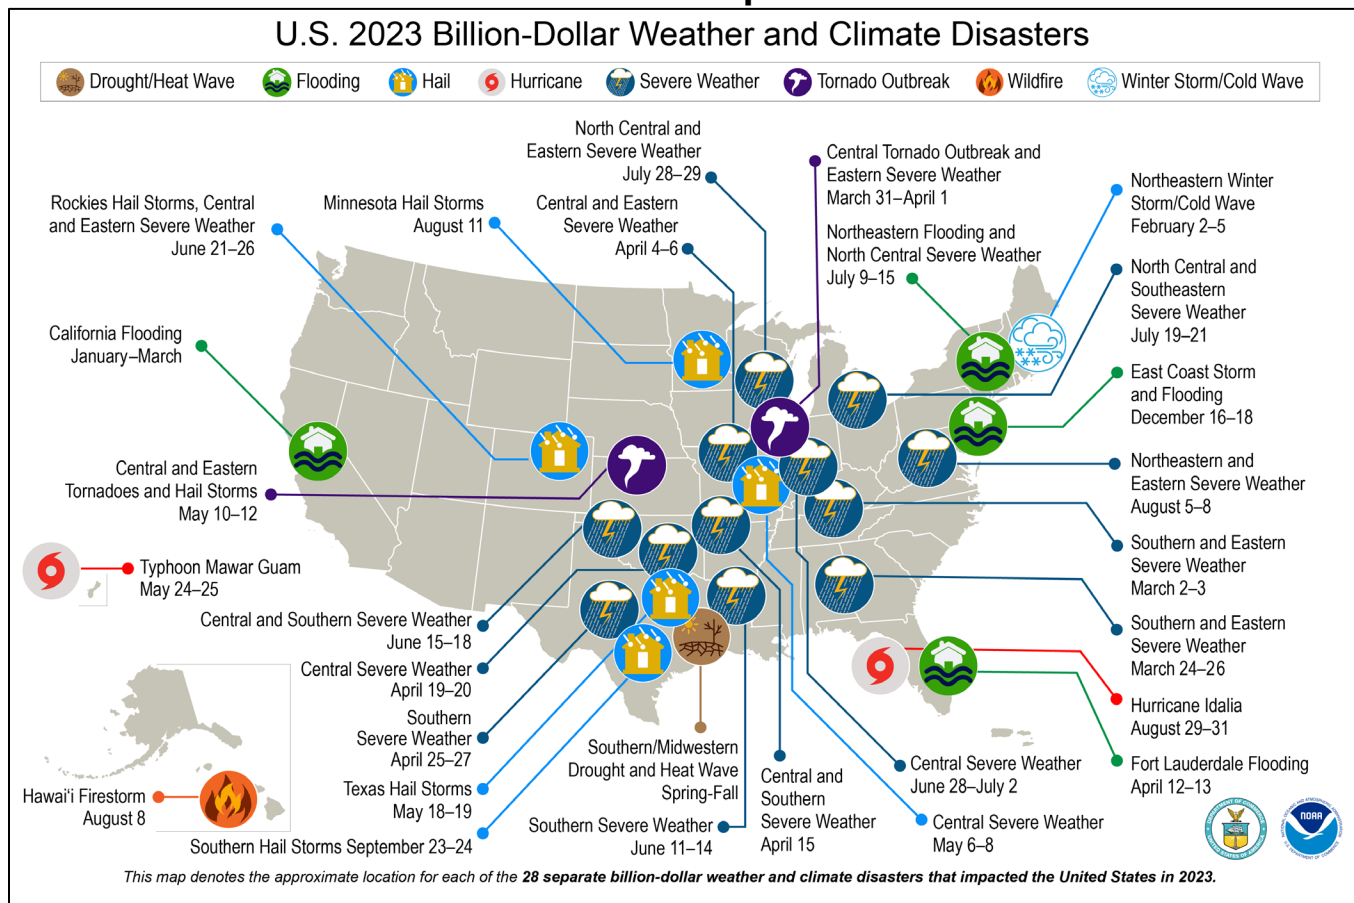 U.S. 2023 Billion-Dollar Weather and Climate Disasters
Drought/Heat Wave
Flooding
Hail
Hurricane
Severe Weather
Tornado Outbreak
Wildfire
Winter Storm/Cold Wave
North Central and
Eastern Severe Weather
July 28–29
Central Tornado Outbreak and
Eastern Severe Weather
March 31–April 1
Northeastern Winter
Storm/Cold Wave
February 2–5
Rockies Hail Storms, Central
and Eastern Severe Weather
June 21–26
Minnesota Hail Storms
August 11
Central and Eastern
Severe Weather
April 4–6
Northeastern Flooding and
North Central Severe Weather
July 9–15
North Central and
Southeastern
Severe Weather
July 19–21
California Flooding
January–March
East Coast Storm
and Flooding
December 16–18
Central and Eastern
Tornadoes and Hail Storms
May 10–12
Northeastern and
Eastern Severe Weather
August 5–8
Southern and Eastern
Severe Weather
March 2–3
Typhoon Mawar Guam
May 24–25
Central and Southern Severe Weather
June 15–18
Southern and Eastern
Severe Weather
March 24–26
Central Severe Weather
April 19–20
Hurricane Idalia
August 29–31
Southern
Severe Weather
April 25–27
Southern/Midwestern
Drought and Heat Wave
Spring-Fall
Central and
Southern
Severe Weather
April 15
Central Severe Weather
June 28–July 2
Fort Lauderdale Flooding
April 12–13
Texas Hail Storms
May 18–19
Hawaiʻi Firestorm
August 8
Southern Severe Weather
June 11–14
Central Severe Weather
May 6–8
Southern Hail Storms September 23–24
NOAA
This map denotes the approximate location for each of the 28 separate billion-dollar weather and climate disasters that impacted the United States in 2023.